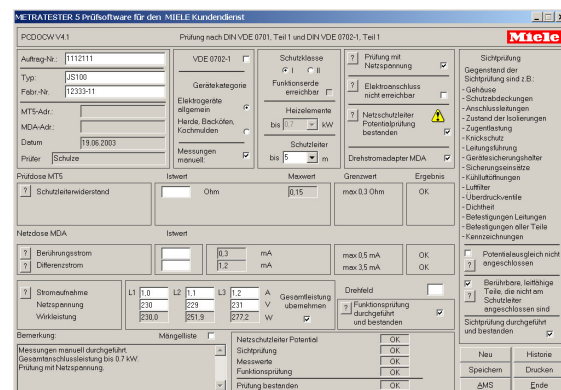 METRATESTER 5 Prüfsoftware für den MIELE Kundendienst
PCDOCW V4.1
Prüfung nach DIN VDE 0701, Teil 1 und DIN VDE 0702-1, Teil 1
Miele
Auftrag-Nr.: 1112111
Typ: JS100
Fabr.-Nr. 12333-11
MT5-Adr.:
MDA-Adr.:
Datum 19.06.2003
Prüfer Schulze
VDE 0702-1
Gerätekategorie
Elektrogeräte
allgemein
Herde, Backöfen,
Kochmulden
Messungen
manuell:
Schutzklasse
I II
Funktionserde
erreichbar
Heizelemente
bis 0.7 kW
Schutzleiter
bis 5 m
? Prüfung mit
Netzspannung
? Elektroanschluss
nicht erreichbar
? Netzschutzleiter
Potentialprüfung
bestanden
Drehstromadapter MDA
Sichtprüfung
Gegenstand der
Sichtprüfung sind z.B.:
- Gehäuse
- Schutzabdeckungen
- Anschlussleitungen
- Zustand der Isolierungen
- Zugentlastung
- Knickschutz
- Leitungsführung
- Gerätesicherungshalter
- Sicherungseinsätze
- Kühlluftöffnungen
- Luftfilter
- Überdruckventile
- Dichtheit
- Befestigungen Leitungen
- Befestigungen aller Teile
- Kennzeichnungen
Prüfdose MT5 Istwert Maxwert Grenzwert Ergebnis
? Schutzleiterwiderstand Ohm 0,15 max 0,3 Ohm OK
Netzdose MDA Istwert
? Berührungsstrom 0,3 mA max 0,5 mA OK
? Differenzstrom 1,2 mA max 3,5 mA OK
? Potentialausgleich nicht
angeschlossen
? Berührbare, leitfähige
Teile, die nicht am
Schutzleiter
angeschlossen sind
Sichtprüfung durchgeführt
und bestanden
? Stromaufnahme L1 1,0 L2 1,1 L3 1,2 A
Netzspannung 230 229 231 V
Wirkleistung 230,0 251,9 277,2 W
Gesamtleistung
übernehmen
Drehfeld
? Funktionsprüfung
durchgeführt
und bestanden
Bemerkung: Mängelliste
Messungen manuell durchgeführt.
Gesamtanschlussleistung bis 0.7 kW.
Prüfung mit Netzspannung.
Netzschutzleiter Potential OK
Sichtprüfung OK
Messwerte OK
Funktionsprüfung OK
Prüfung bestanden OK
Neu Historie
Speichern Drucken
AMS Ende